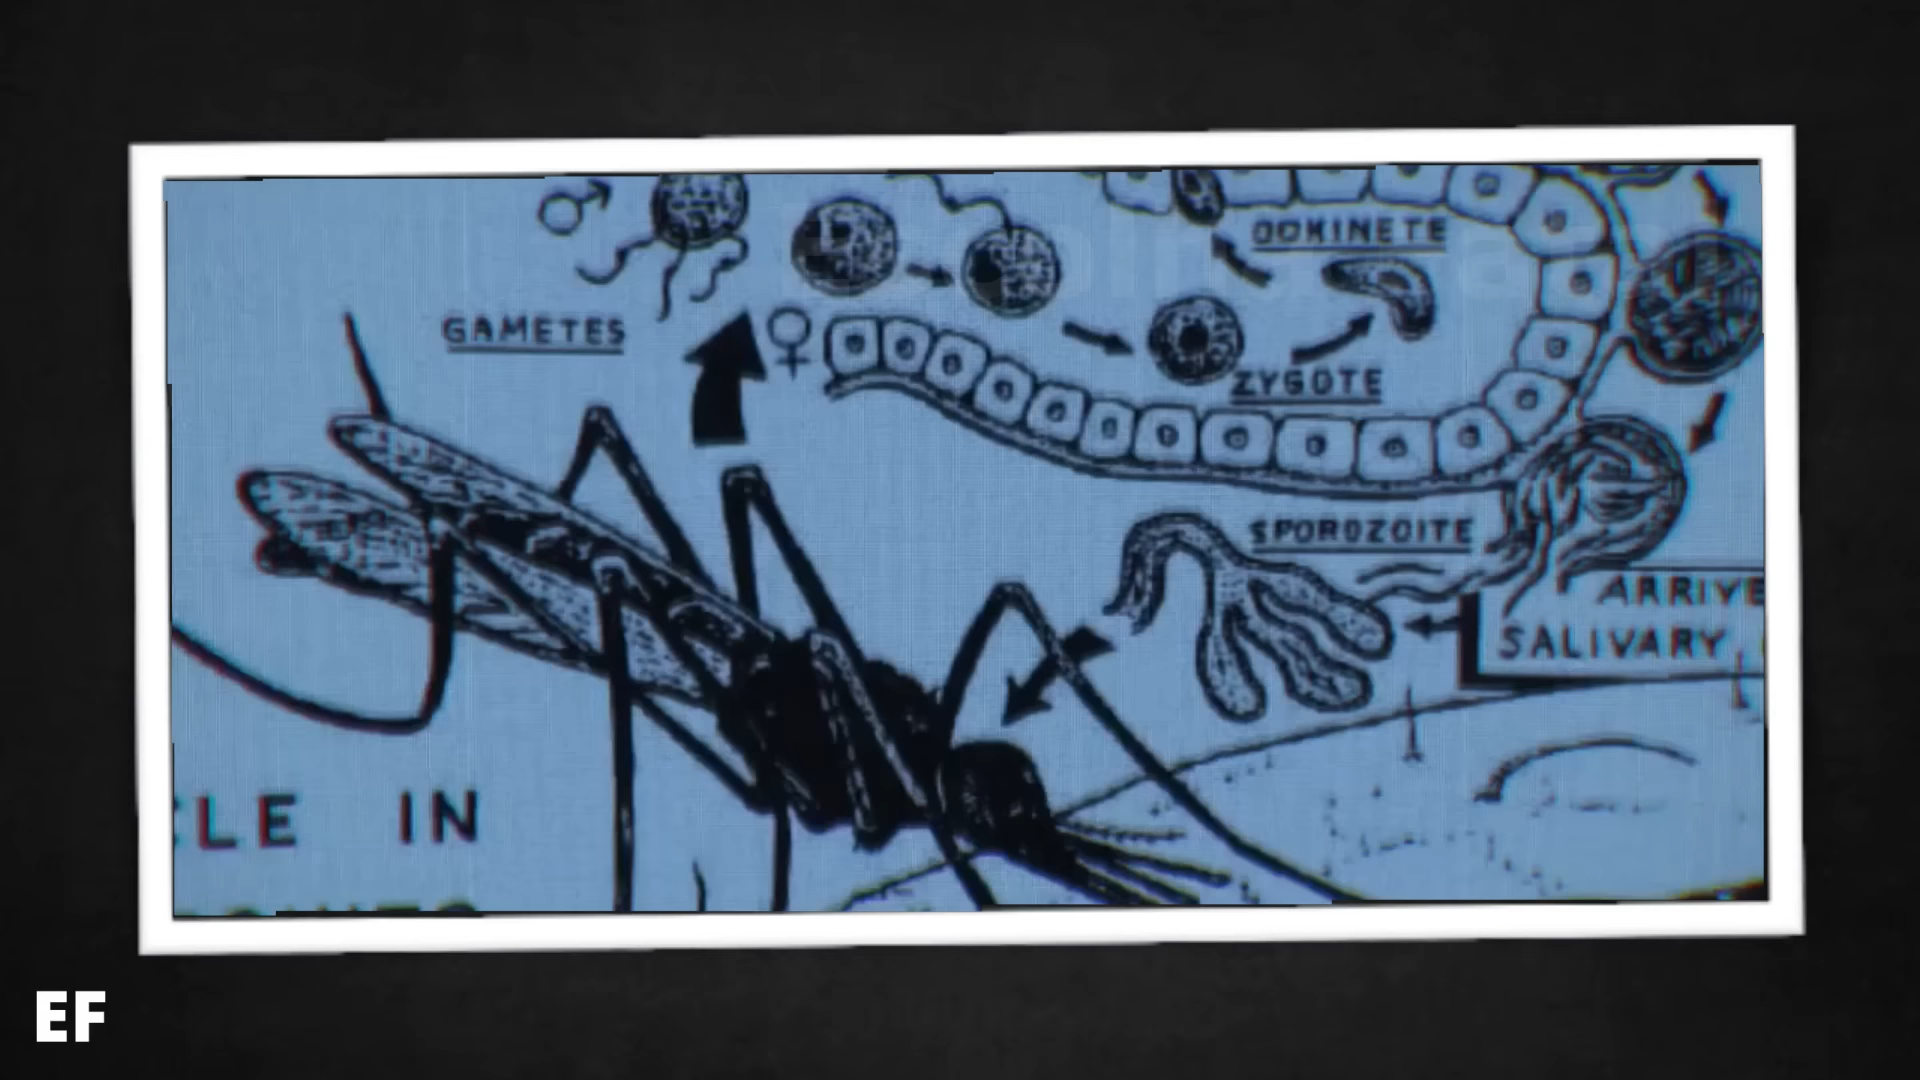 GAMETES
OOKINETE
ZYGOTE
SPOROZOITE
ARRIVE
SALIVARY
CLE IN
EF